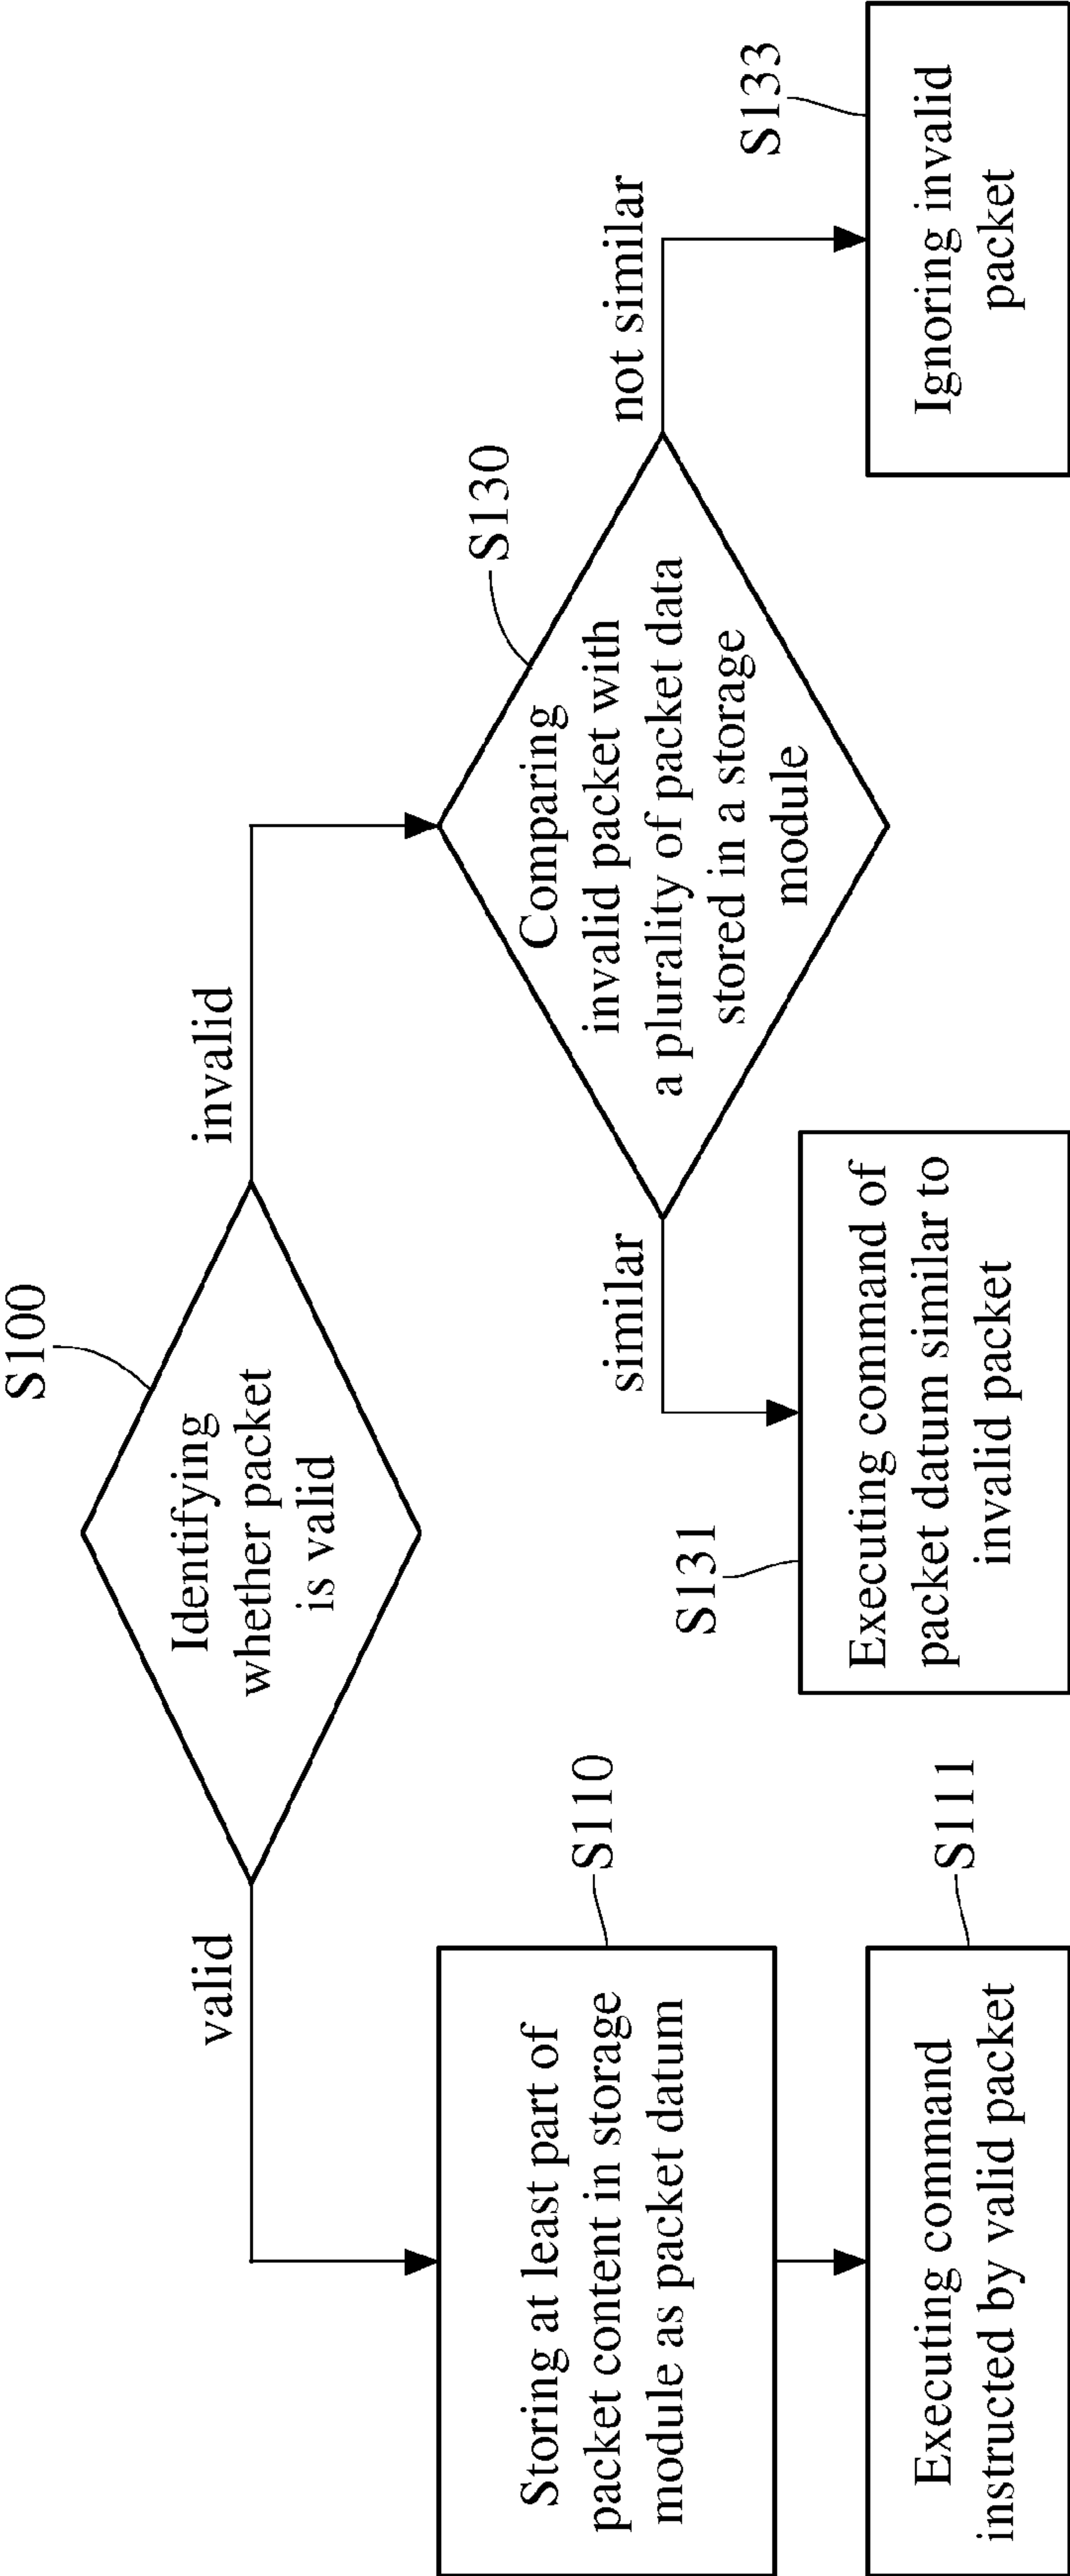 S100
Identifying
whether packet
is valid
valid
invalid
Storing at least part of
packet content in storage
module as packet datum
S110
Executing command
instructed by valid packet
S111
S130
Comparing
invalid packet with
a plurality of packet data
stored in a storage
module
similar
not similar
S131
Executing command of
packet datum similar to
invalid packet
S133
Ignoring invalid
packet